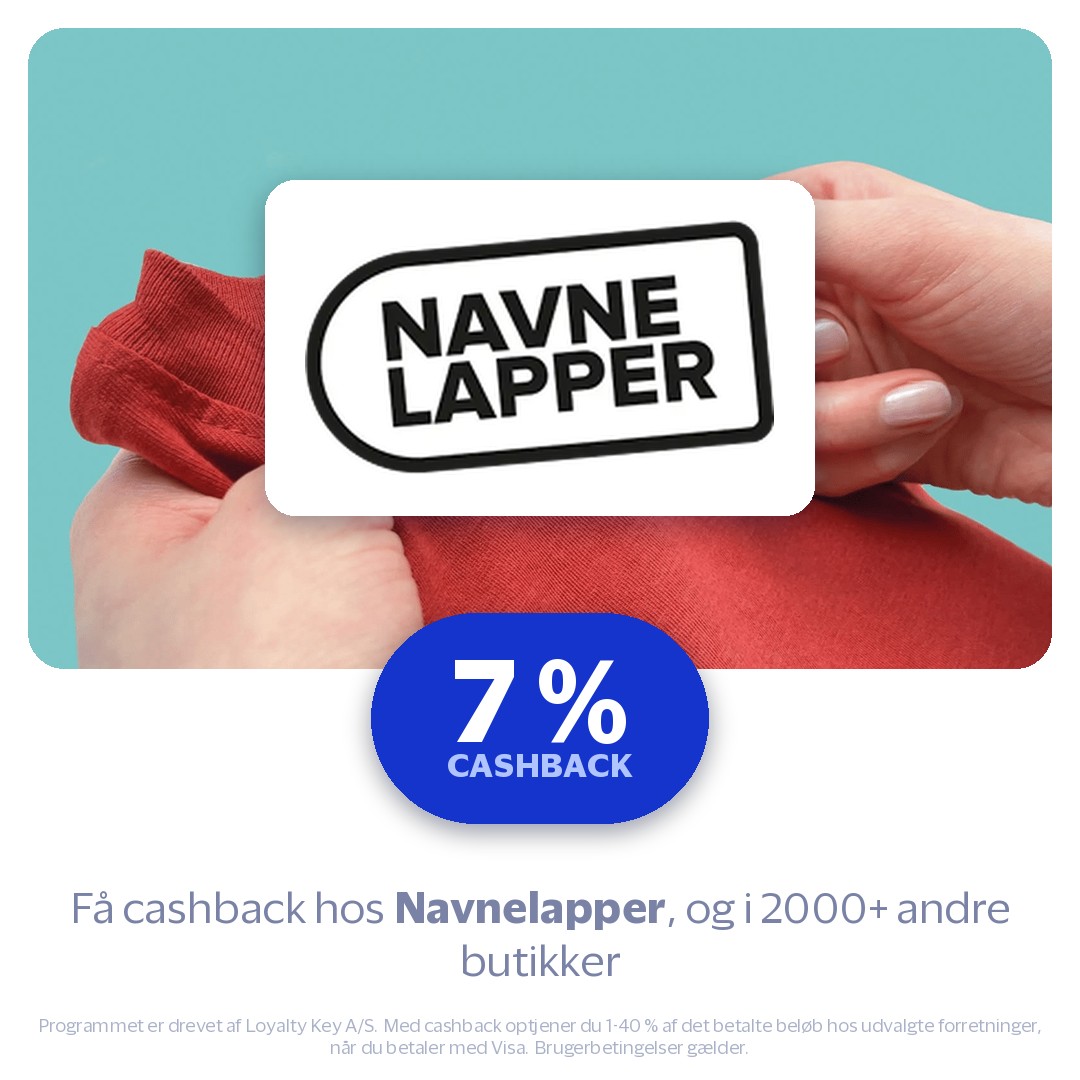 NAVNE
LAPPER
7 %
CASHBACK
Få cashback hos Navnelapper, og i 2000+ andre
butikker
Programmet er drevet af Loyalty Key A/S. Med cashback optjener du 1-40 % af det betalte beløb hos udvalgte forretninger,
når du betaler med Visa. Brugerbetingelser gælder.